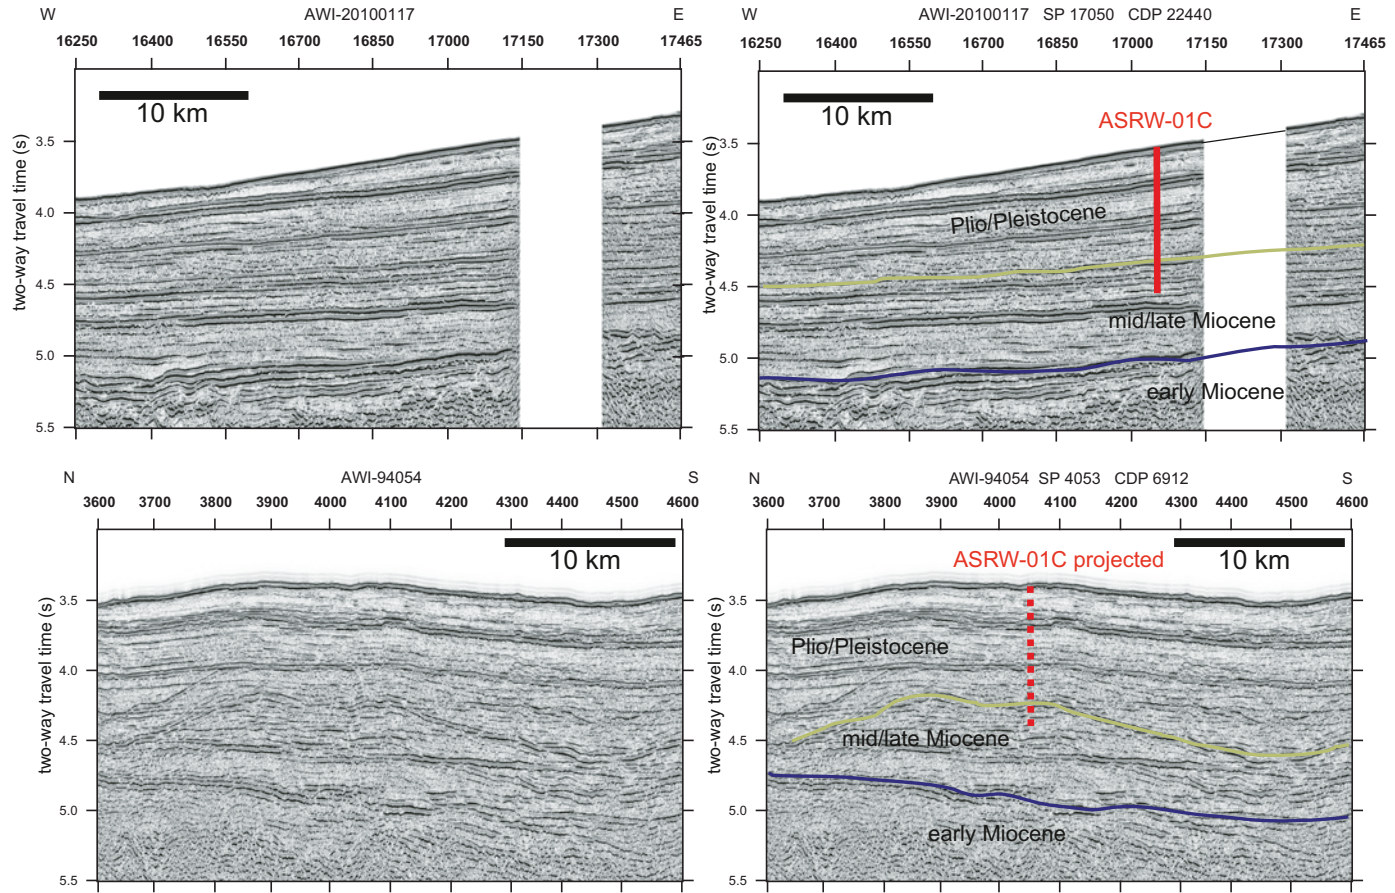 W AWI-20100117 E
16250 16400 16550 16700 16850 17000 17150 17300 17465
10 km
two-way travel time (s)
3.5
4.0
4.5
5.0
5.5
W AWI-20100117 SP 17050 CDP 22440 E
16250 16400 16550 16700 16850 17000 17150 17300 17465
10 km
ASRW-01C
two-way travel time (s)
3.5
4.0
4.5
5.0
5.5
Plio/Pleistocene
mid/late Miocene
early Miocene
N AWI-94054 S
3600 3700 3800 3900 4000 4100 4200 4300 4400 4500 4600
10 km
two-way travel time (s)
3.5
4.0
4.5
5.0
5.5
N AWI-94054 SP 4053 CDP 6912 S
3600 3700 3800 3900 4000 4100 4200 4300 4400 4500 4600
ASRW-01C projected 10 km
two-way travel time (s)
3.5
4.0
4.5
5.0
5.5
Plio/Pleistocene
mid/late Miocene
early Miocene